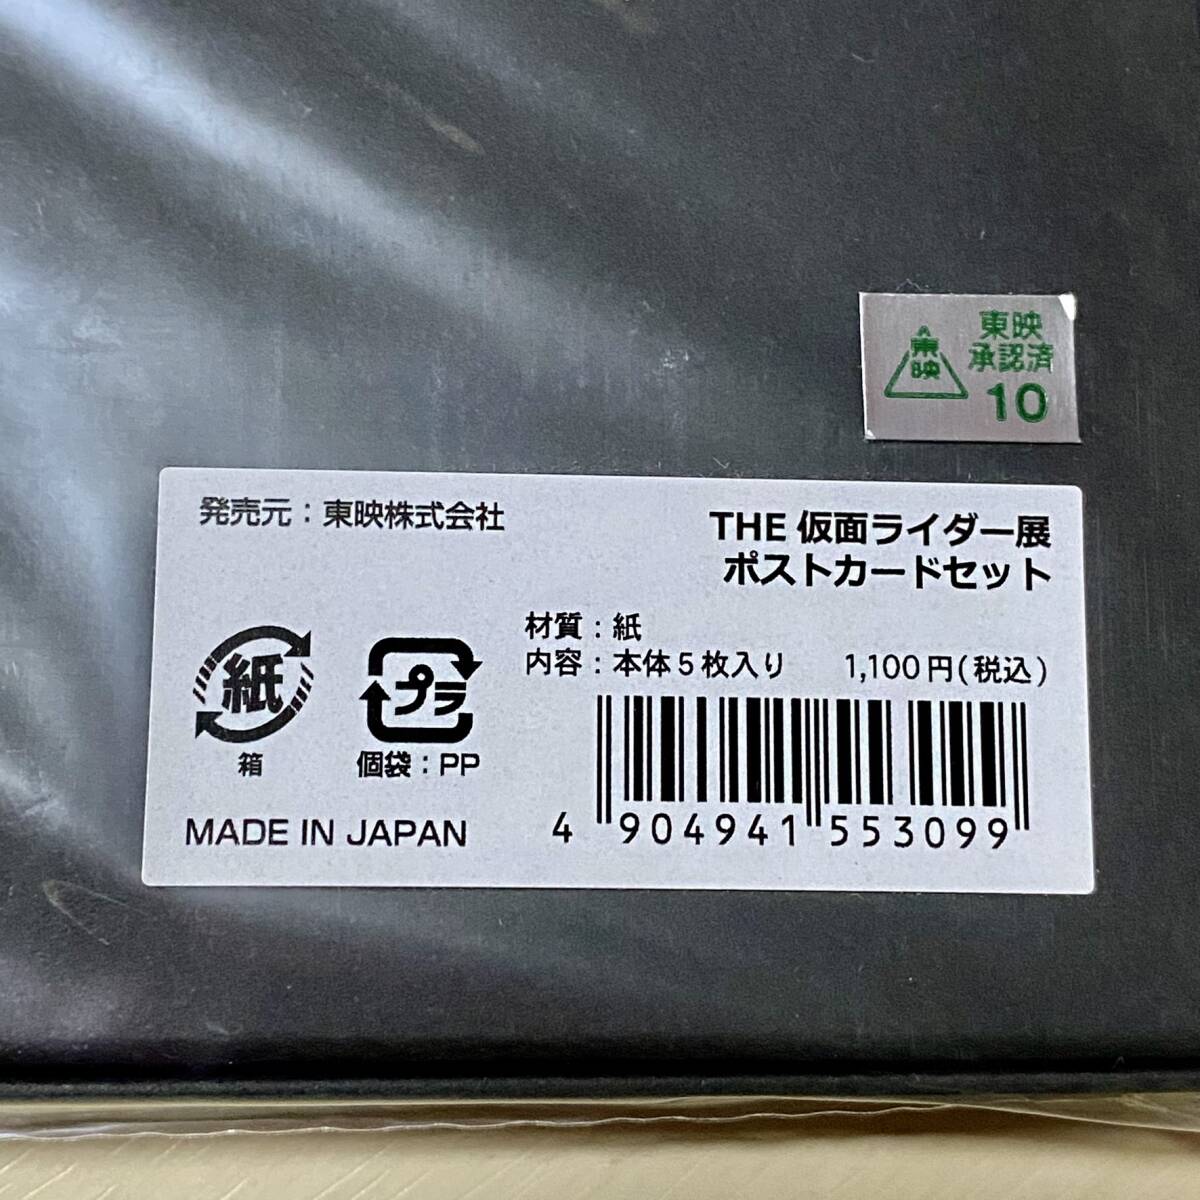 東映
東映
承認済
10
発売元：東映株式会社
THE 仮面ライダー展
ポストカードセット
材質：紙
内容：本体５枚入り 1,100円(税込)
紙
箱
プラ
個袋：PP
MADE IN JAPAN
4 904941 553099